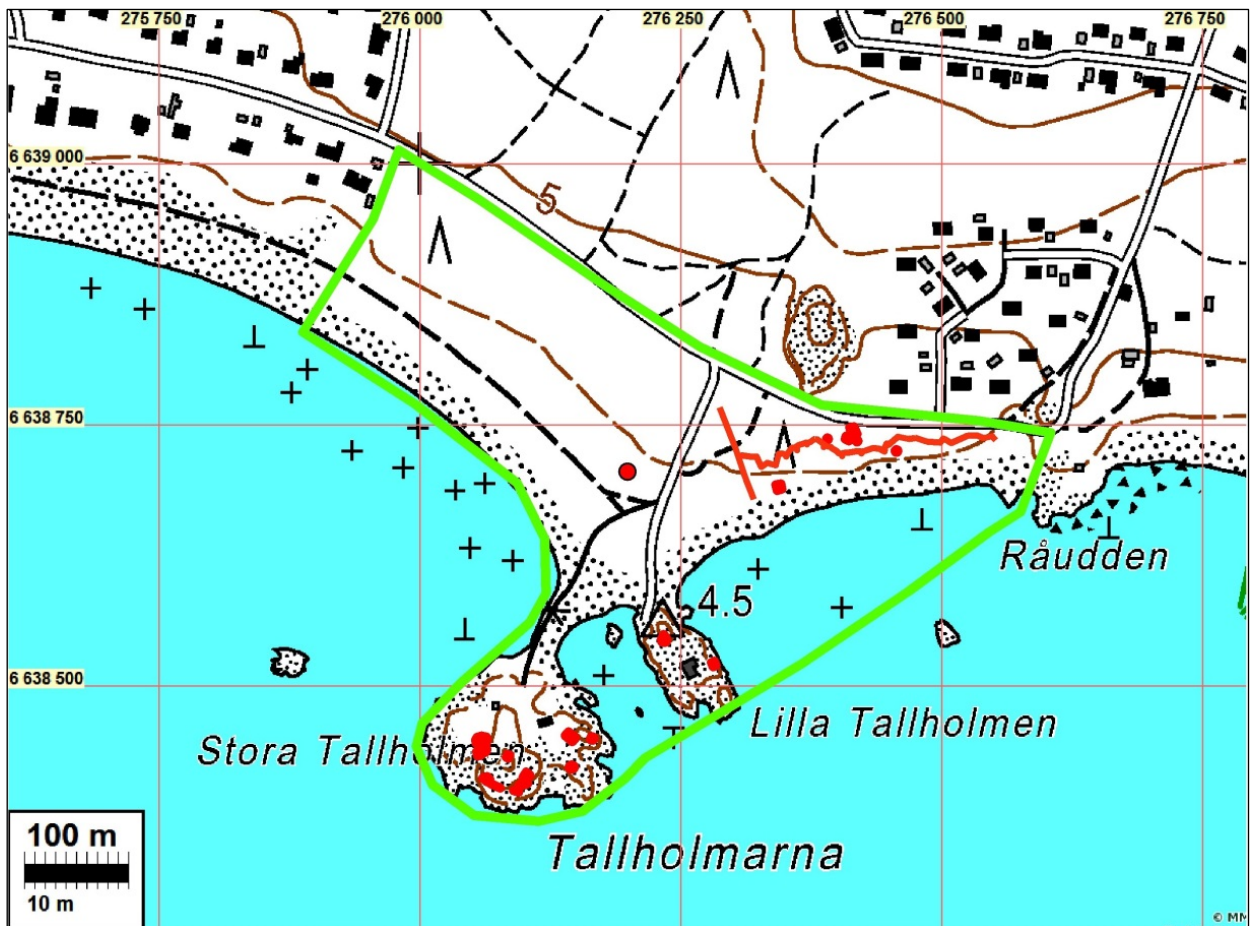 275 750
276 000
276 250
276 500
276 750
6 639 000
5
6 638 750
Råudden
4.5
6 638 500
Lilla Tallholmen
Stora Tallholmen
100 m
Tallholmarna
10 m
© MM